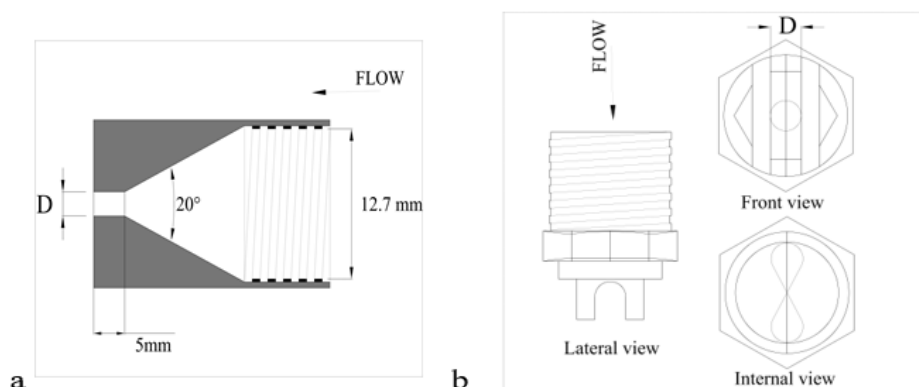 FLOW
D
20°
12.7 mm
5mm
a
FLOW
D
Front view
Lateral view
Internal view
b